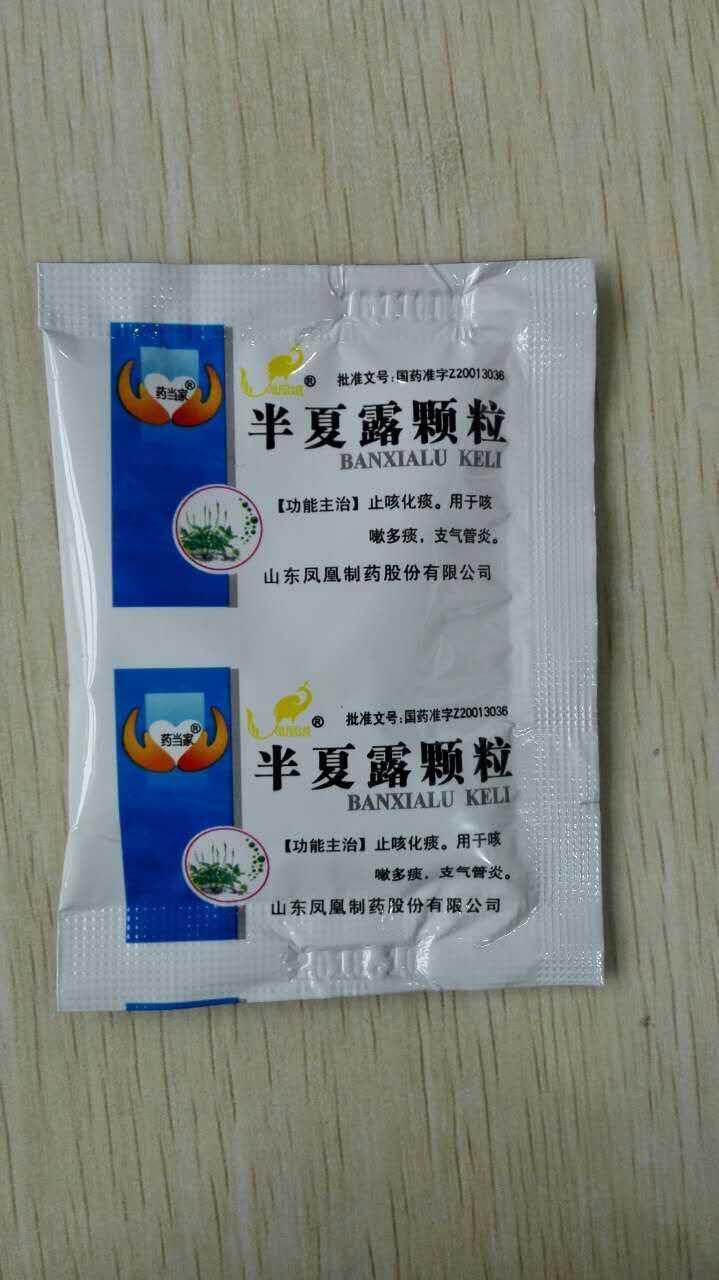 161101
药当家®
®
批准文号:国药准字Z20013036
半夏露颗粒
BANXIALU KELI
【功能主治】止咳化痰。用于咳
嗽多痰，支气管炎。
山东凤凰制药股份有限公司
药当家®
®
批准文号:国药准字Z20013036
半夏露颗粒
BANXIALU KELI
【功能主治】止咳化痰。用于咳
嗽多痰，支气管炎。
山东凤凰制药股份有限公司